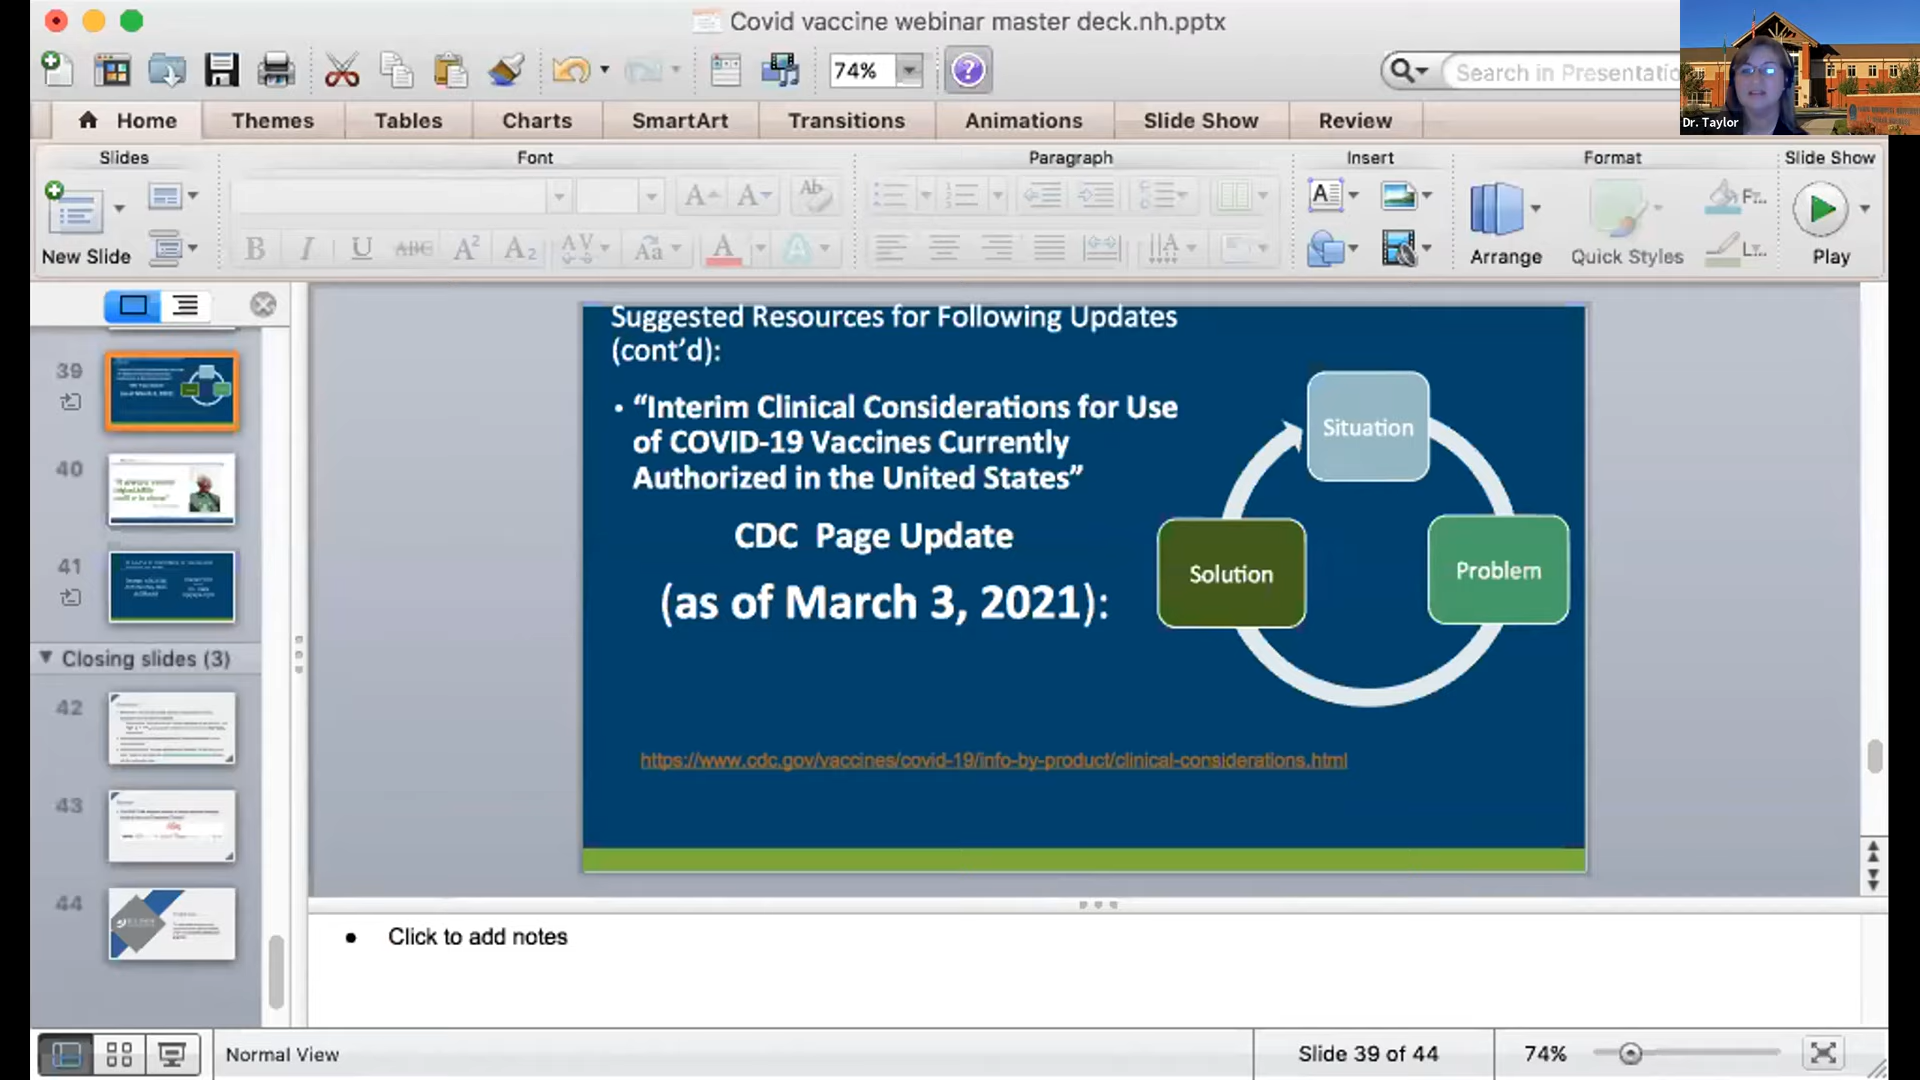 Covid vaccine webinar master deck.nh.pptx
74%
Search in Presentatio
Dr. Taylor
Home
Themes
Tables
Charts
SmartArt
Transitions
Animations
Slide Show
Review
Slides
Font
Paragraph
Insert
Format
Slide Show
New Slide
Arrange
Quick Styles
Play
39
40
41
Closing slides (3)
42
43
44
Suggested Resources for Following Updates
(cont’d):
• “Interim Clinical Considerations for Use
of COVID-19 Vaccines Currently
Authorized in the United States”
CDC Page Update
(as of March 3, 2021):
Situation
Problem
Solution
https://www.cdc.gov/vaccines/covid-19/info-by-product/clinical-considerations.html
• Click to add notes
Normal View
Slide 39 of 44
74%